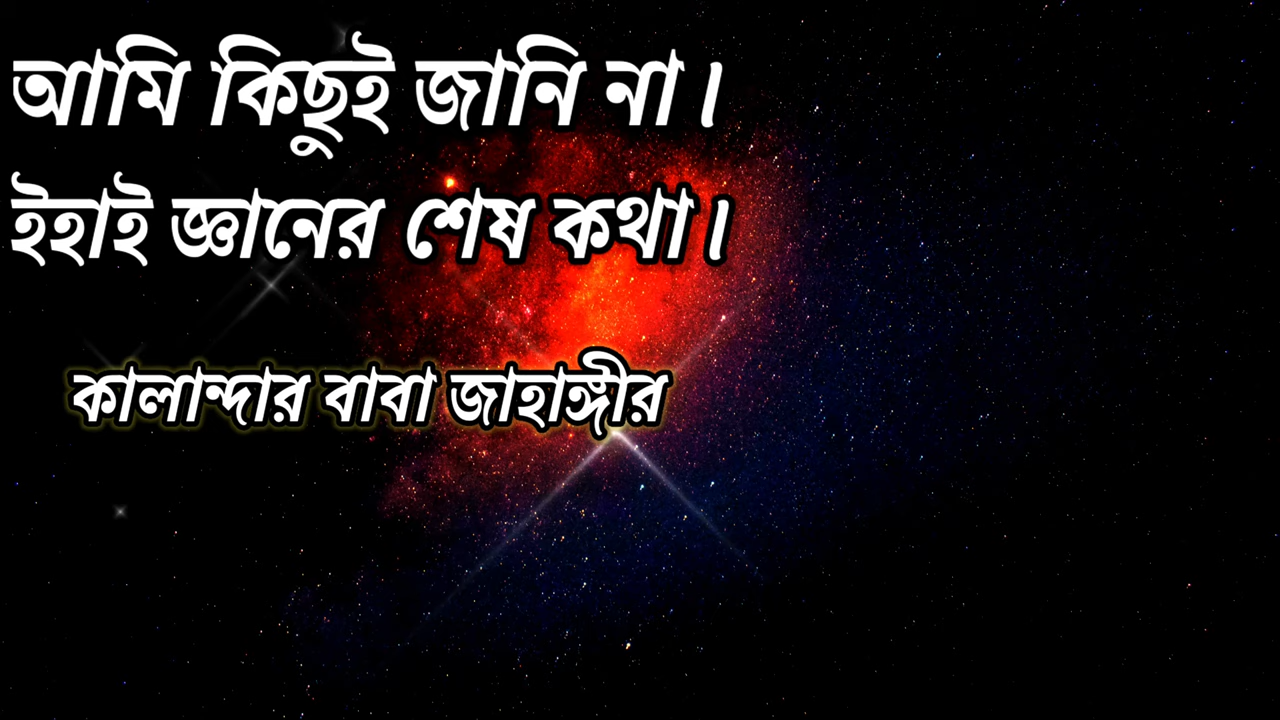 আমি কিছুই জানি না।
ইহাই জ্ঞানের শেষ কথা।
কালান্দার বাবা জাহাঙ্গীর